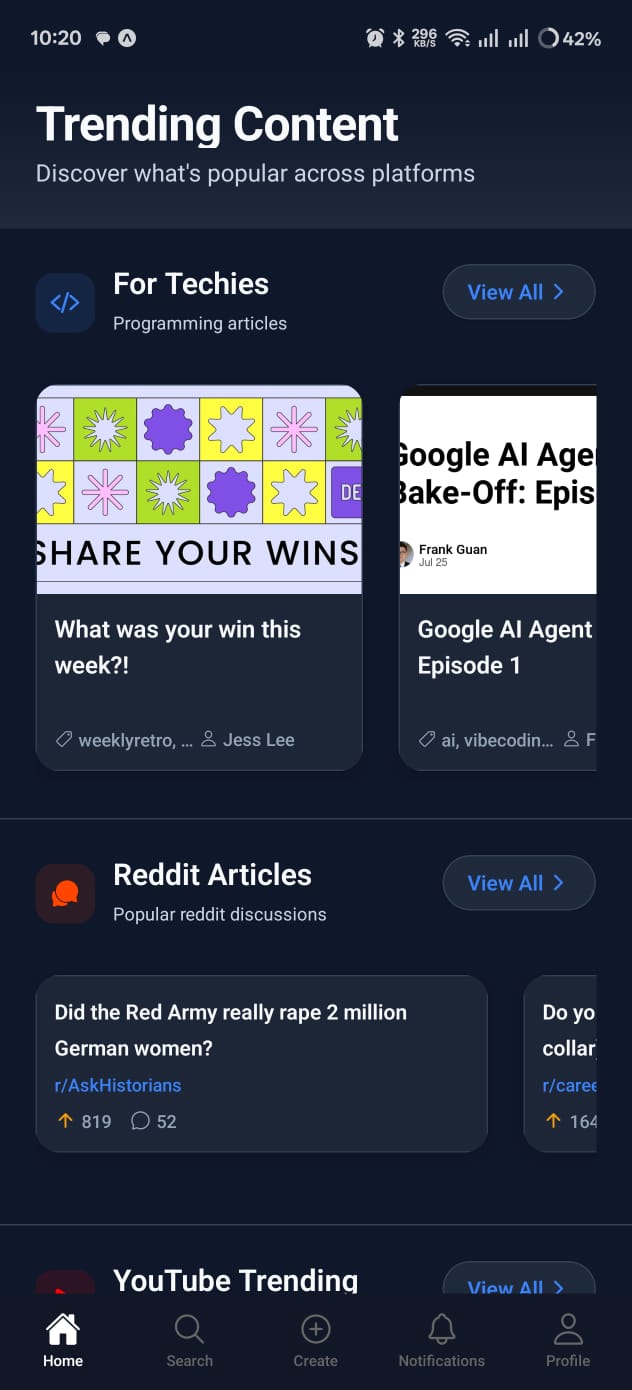 10:20
296
KB/S
42%
Trending Content
Discover what's popular across platforms
For Techies
Programming articles
View All
DE
SHARE YOUR WINS
What was your win this
week?!
weeklyretro, ...
Jess Lee
Google AI Age
Bake-Off: Epis
Frank Guan
Jul 25
Google AI Agent
Episode 1
ai, vibecodin...
F
Reddit Articles
Popular reddit discussions
View All
Did the Red Army really rape 2 million
German women?
r/AskHistorians
819
52
Do yo
collar
r/caree
164
YouTube Trending
View All
Home
Search
Create
Notifications
Profile